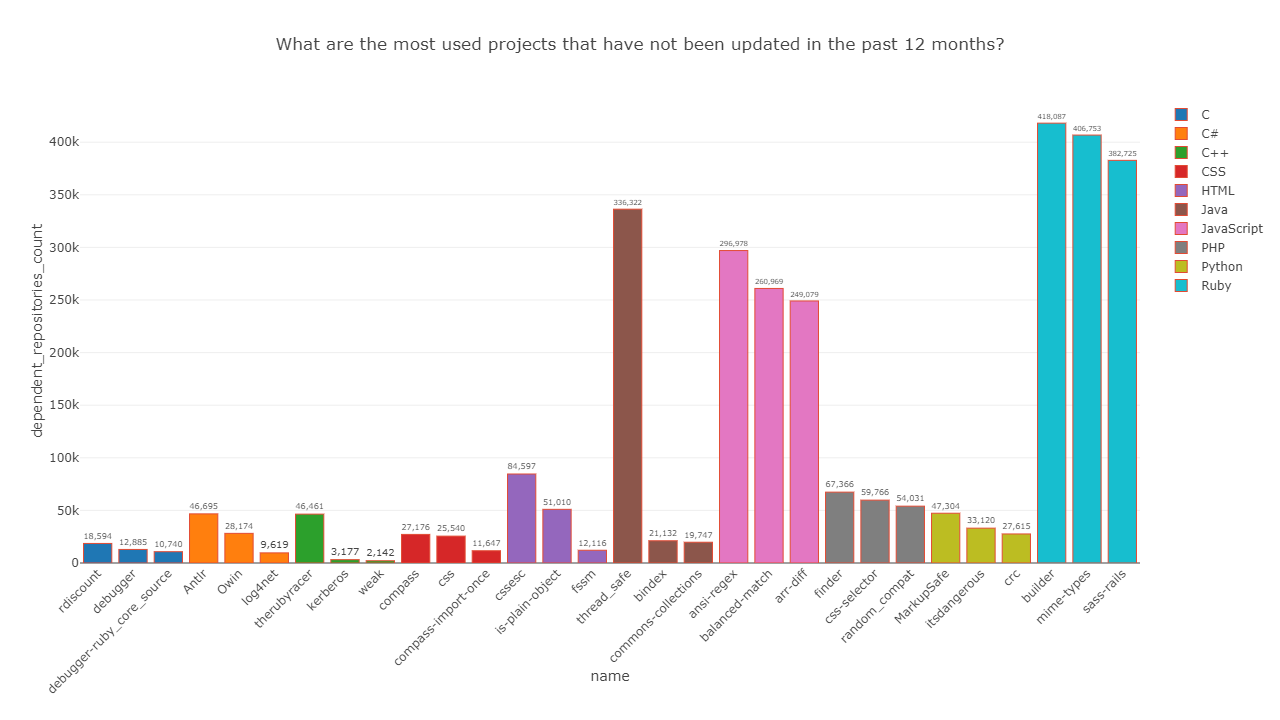 What are the most used projects that have not been updated in the past 12 months?
dependent_repositories_count
400k
350k
300k
250k
200k
150k
100k
50k
0
18,594
12,885
10,740
46,695
28,174
9,619
46,461
3,177
2,142
27,176
25,540
11,647
84,597
51,010
12,116
336,322
21,132
19,747
296,978
260,969
249,079
67,366
59,766
54,031
47,304
33,120
27,615
418,087
406,753
382,725
rdiscount
debugger
debugger-ruby_core_source
Antlr
Owin
log4net
therubyracer
kerberos
weak
compass
css
compass-import-once
cssesc
is-plain-object
fssm
thread_safe
bindex
commons-collections
ansi-regex
balanced-match
arr-diff
finder
css-selector
random_compat
MarkupSafe
itsdangerous
crc
builder
mime-types
sass-rails
name
C
C#
C++
CSS
HTML
Java
JavaScript
PHP
Python
Ruby